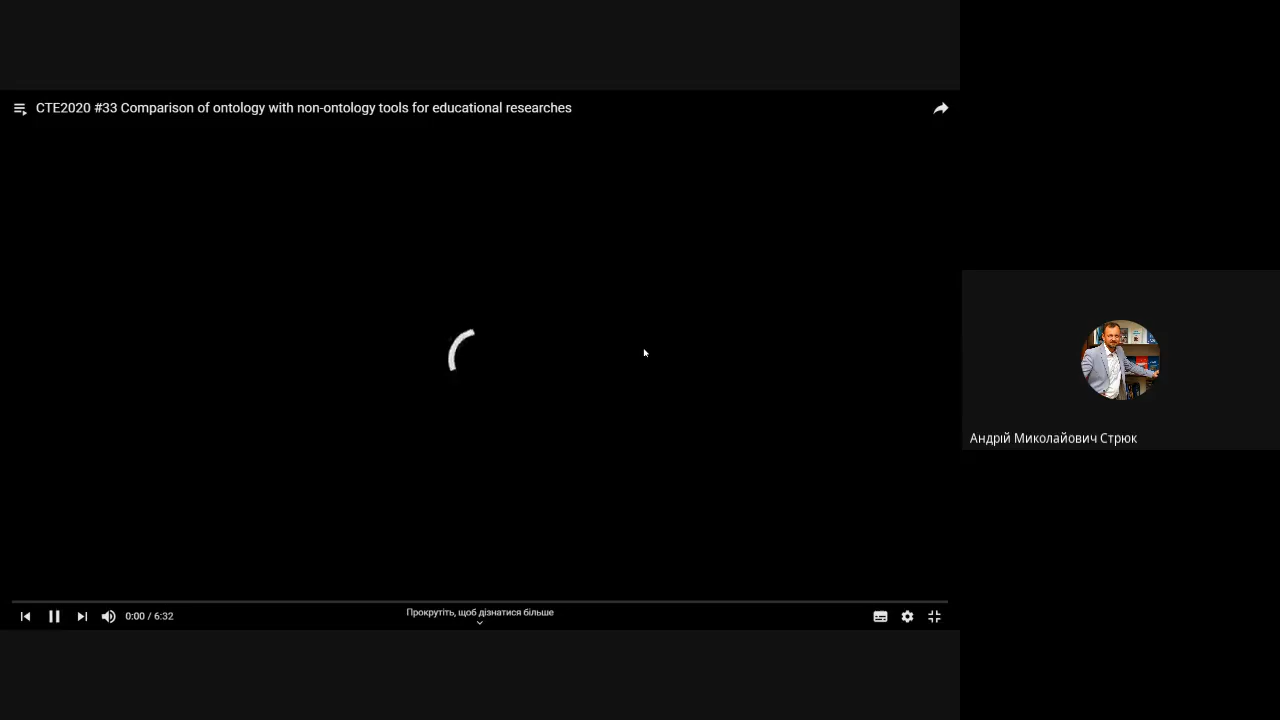 CTE2020 #33 Comparison of ontology with non-ontology tools for educational researches
Андрій Миколайович Стрюк
0:00 / 6:32
Прокрутіть, щоб дізнатися більше